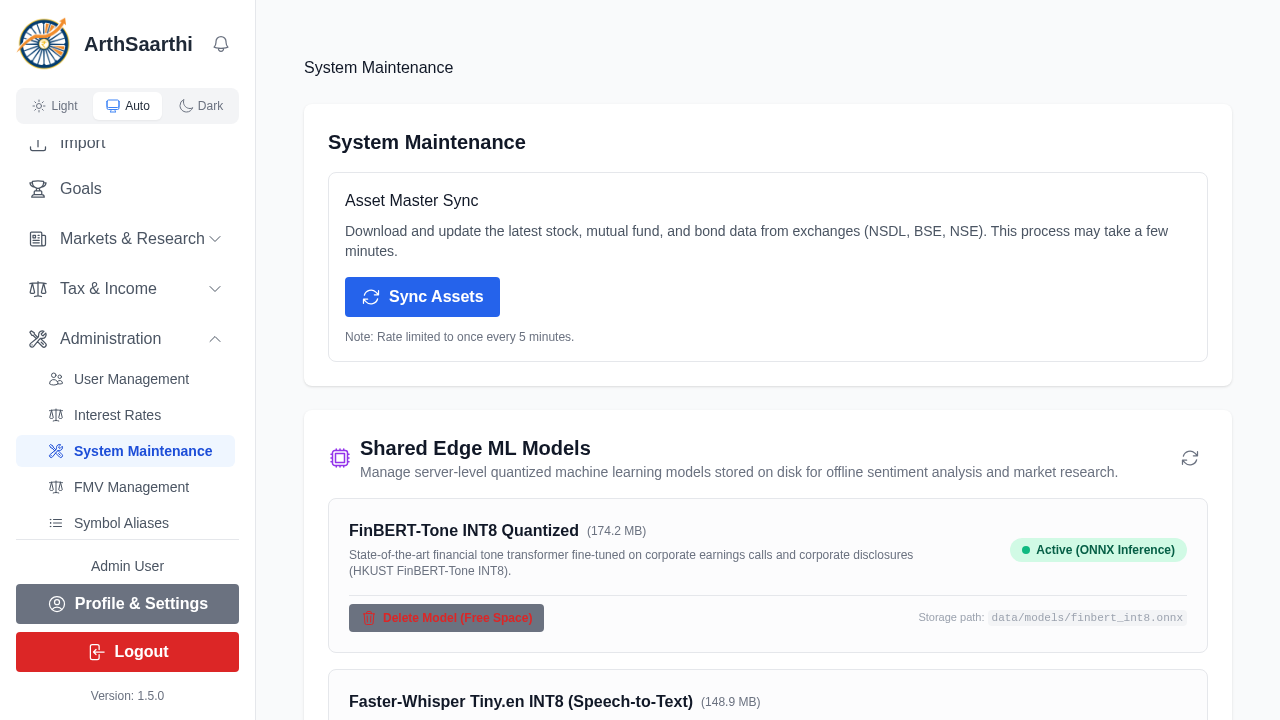 ArthSaarthi
Light
Auto
Dark
Import
Goals
Markets & Research
Tax & Income
Administration
User Management
Interest Rates
System Maintenance
FMV Management
Symbol Aliases
Admin User
Profile & Settings
Logout
Version: 1.5.0
System Maintenance
System Maintenance
Asset Master Sync
Download and update the latest stock, mutual fund, and bond data from exchanges (NSDL, BSE, NSE). This process may take a few
minutes.
Sync Assets
Note: Rate limited to once every 5 minutes.
Shared Edge ML Models
Manage server-level quantized machine learning models stored on disk for offline sentiment analysis and market research.
FinBERT-Tone INT8 Quantized (174.2 MB)
State-of-the-art financial tone transformer fine-tuned on corporate earnings calls and corporate disclosures
(HKUST FinBERT-Tone INT8).
Active (ONNX Inference)
Delete Model (Free Space)
Storage path: data/models/finbert_int8.onnx
Faster-Whisper Tiny.en INT8 (Speech-to-Text) (148.9 MB)